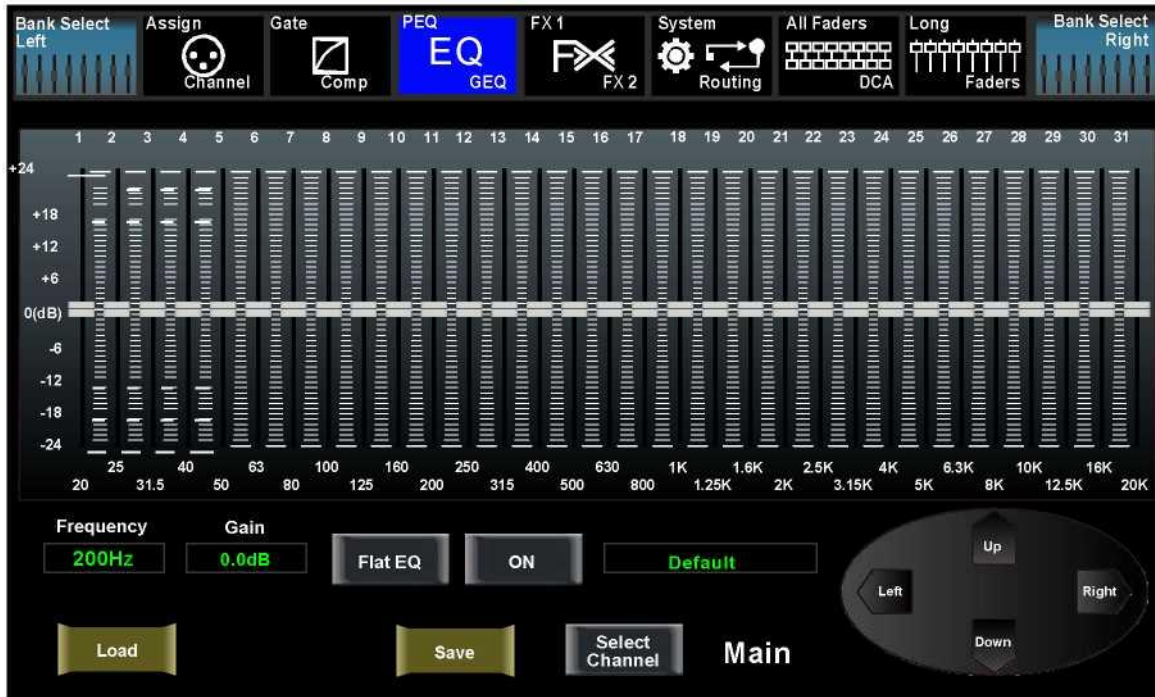 Bank Select
Left
Assign
Channel
Gate
Comp
PEQ
EQ
GEQ
FX 1
FX
FX 2
System
Routing
All Faders
DCA
Long
Faders
Bank Select
Right
1 2 3 4 5 6 7 8 9 10 11 12 13 14 15 16 17 18 19 20 21 22 23 24 25 26 27 28 29 30 31
+24
+18
+12
+6
0(dB)
-6
-12
-18
-24
25 40 63 100 160 250 400 630 1K 1.6K 2.5K 4K 6.3K 10K 16K
20 31.5 50 80 125 200 315 500 800 1.25K 2K 3.15K 5K 8K 12.5K 20K
Frequency Gain
200Hz 0.0dB Flat EQ ON Default
Up
Left Right
Down
Load Save Select
Channel Main